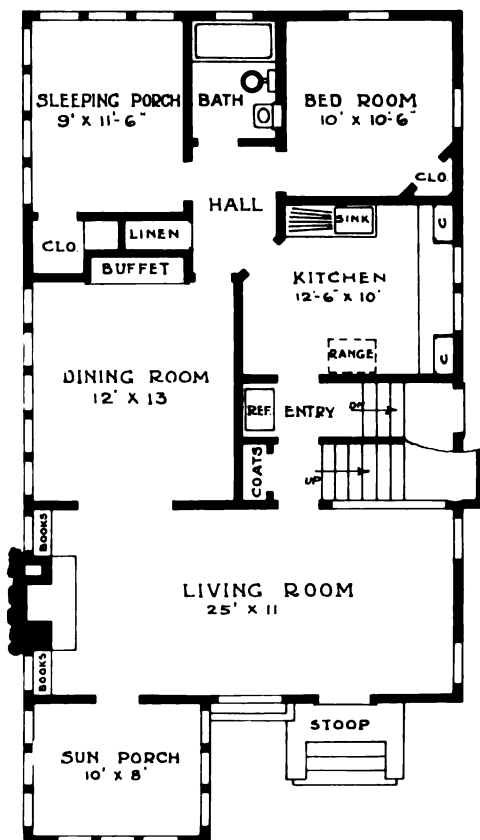 SLEEPING PORCH
9' X 11'-6"
BATH
BED ROOM
10' X 10'-6"
CLO.
HALL
SINK
U
CLO.
LINEN
BUFFET
KITCHEN
12'-6" X 10'
RANGE
U
DINING ROOM
12' X 13
REF.
ENTRY
DN
COATS
UP
BOOKS
LIVING ROOM
25' X 11
BOOKS
STOOP
SUN PORCH
10' X 8'